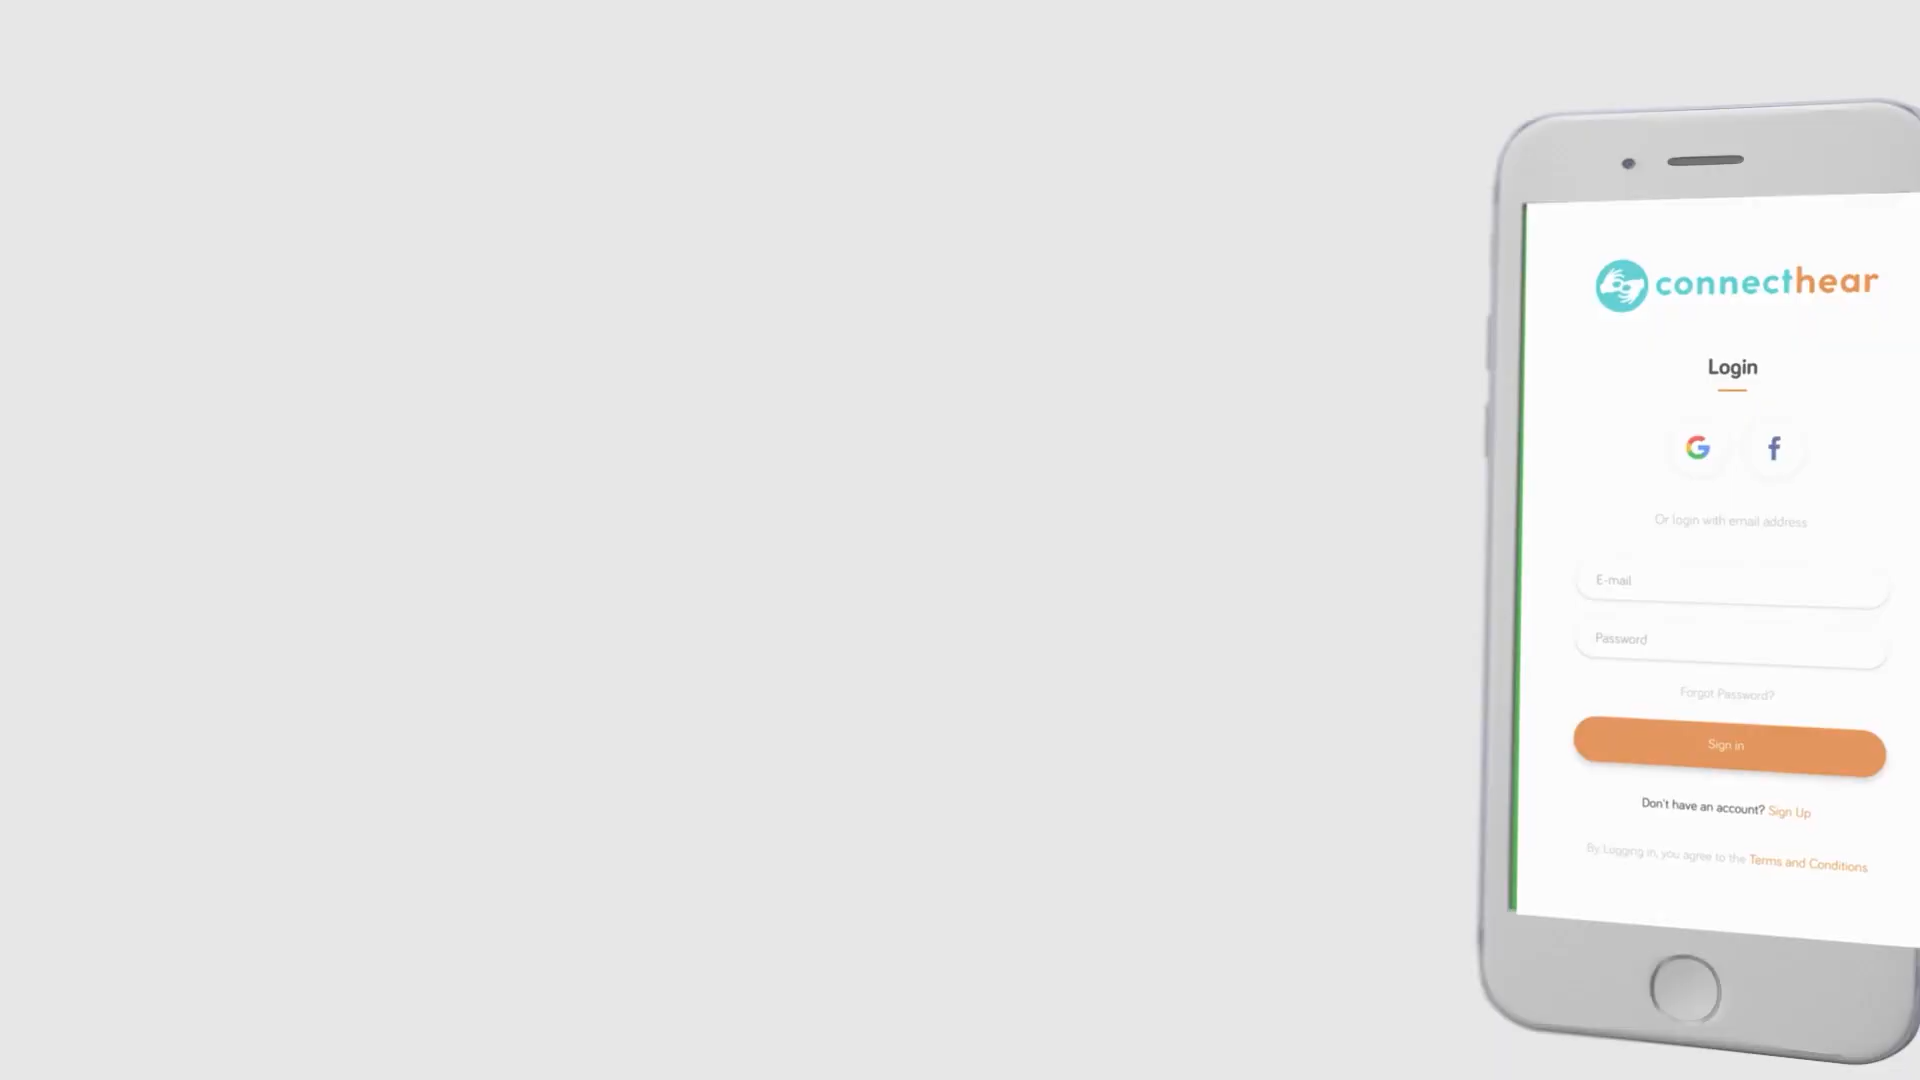 connecthear
Login
Or login with email address
E-mail
Password
Forgot Password?
Sign in
Don't have an account? Sign Up
By Logging in, you agree to the Terms and Conditions